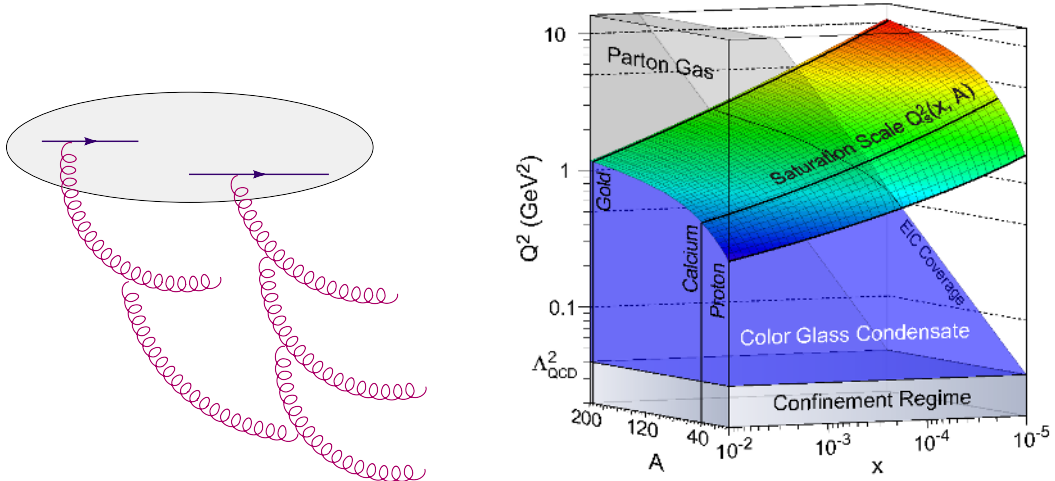 10
1
0.1
Λ²QCD
Q² (GeV²)
Parton Gas
Saturation Scale Q²s(x, A)
Gold
Calcium
Proton
EIC Coverage
Color Glass Condensate
Confinement Regime
200
120
40
A
10⁻²
10⁻³
10⁻⁴
10⁻⁵
x